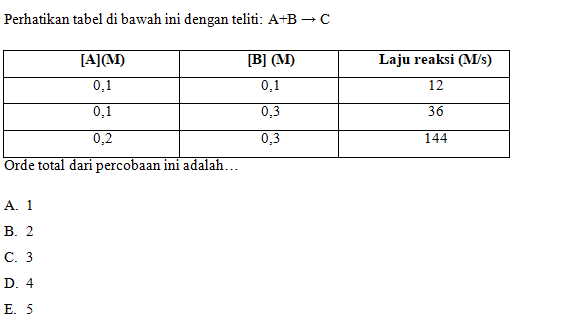 Perhatikan tabel di bawah ini dengan teliti: A+B → C
[A](M) [B] (M) Laju reaksi (M/s)
0,1 0,1 12
0,1 0,3 36
0,2 0,3 144
Orde total dari percobaan ini adalah…
A. 1
B. 2
C. 3
D. 4
E. 5